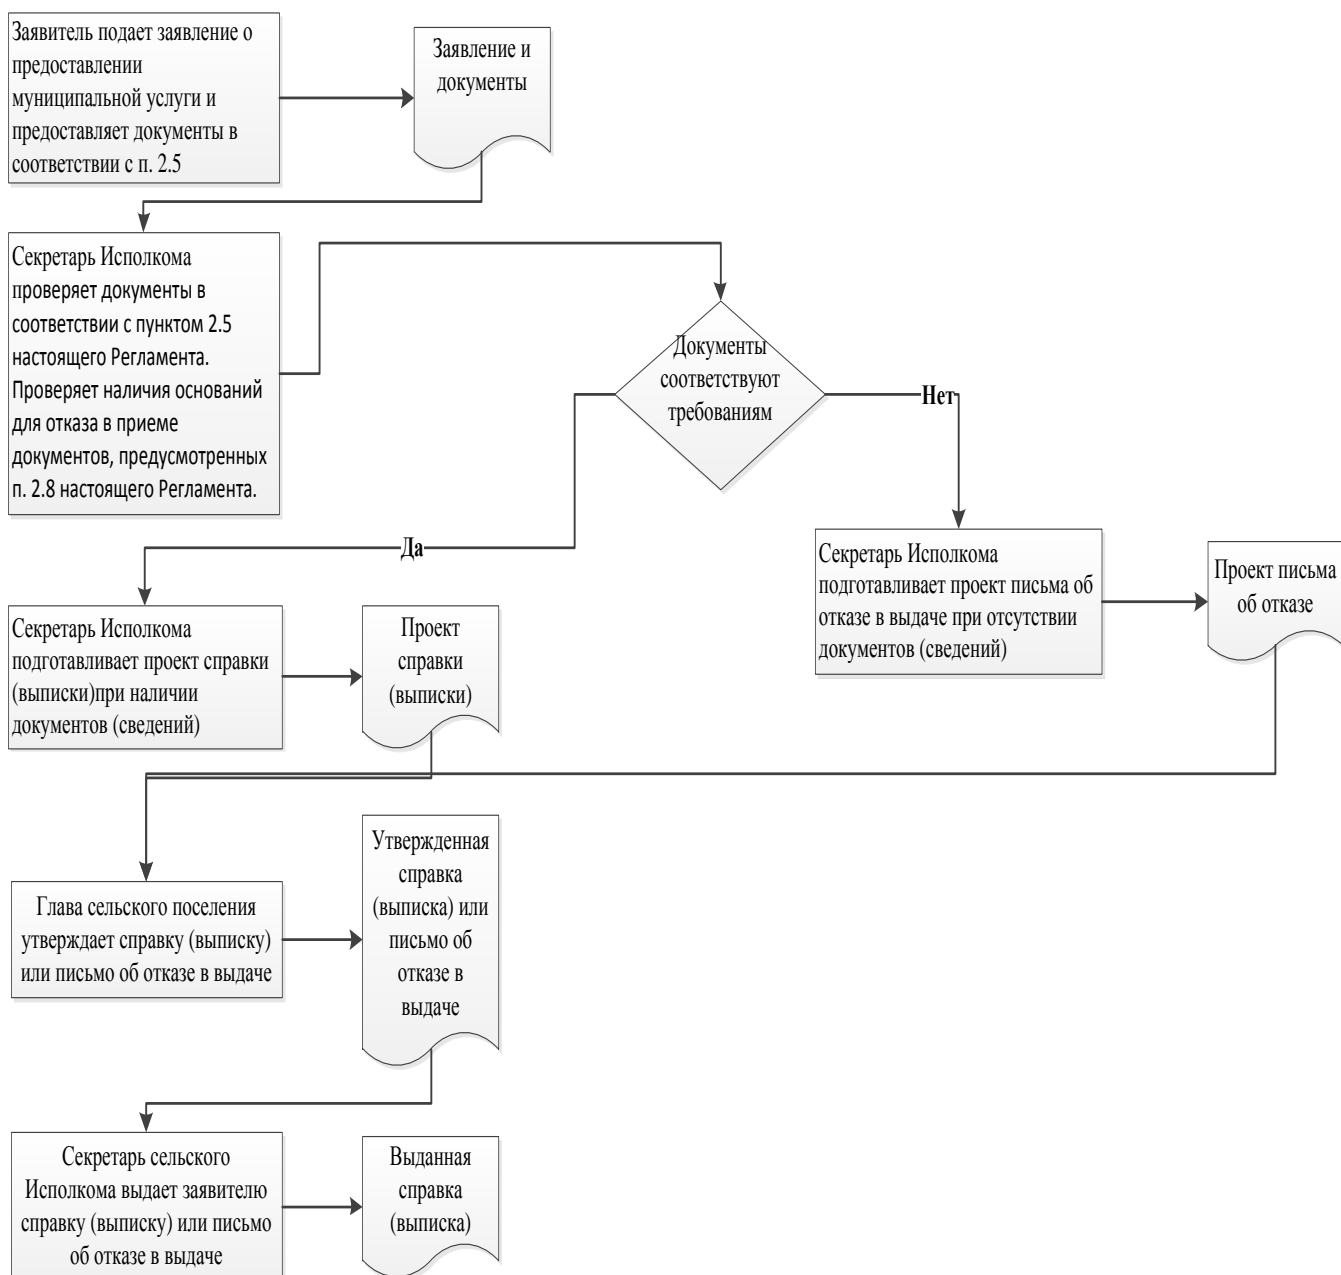 Заявитель подает заявление о
предоставлении
муниципальной услуги и
предоставляет документы в
соответствии с п. 2.5
Заявление и
документы
Секретарь Исполкома
проверяет документы в
соответствии с пунктом 2.5
настоящего Регламента.
Проверяет наличия оснований
для отказа в приеме
документов, предусмотренных
п. 2.8 настоящего Регламента.
Документы
соответствуют
требованиям
Нет
Да
Секретарь Исполкома
подготавливает проект письма об
отказе в выдаче при отсутствии
документов (сведений)
Проект письма
об отказе
Секретарь Исполкома
подготавливает проект справки
(выписки)при наличии
документов (сведений)
Проект
справки
(выписки)
Глава сельского поселения
утверждает справку (выписку)
или письмо об отказе в выдаче
Утвержденная
справка
(выписка) или
письмо об
отказе в
выдаче
Секретарь сельского
Исполкома выдает заявителю
справку (выписку) или письмо
об отказе в выдаче
Выданная
справка
(выписка)